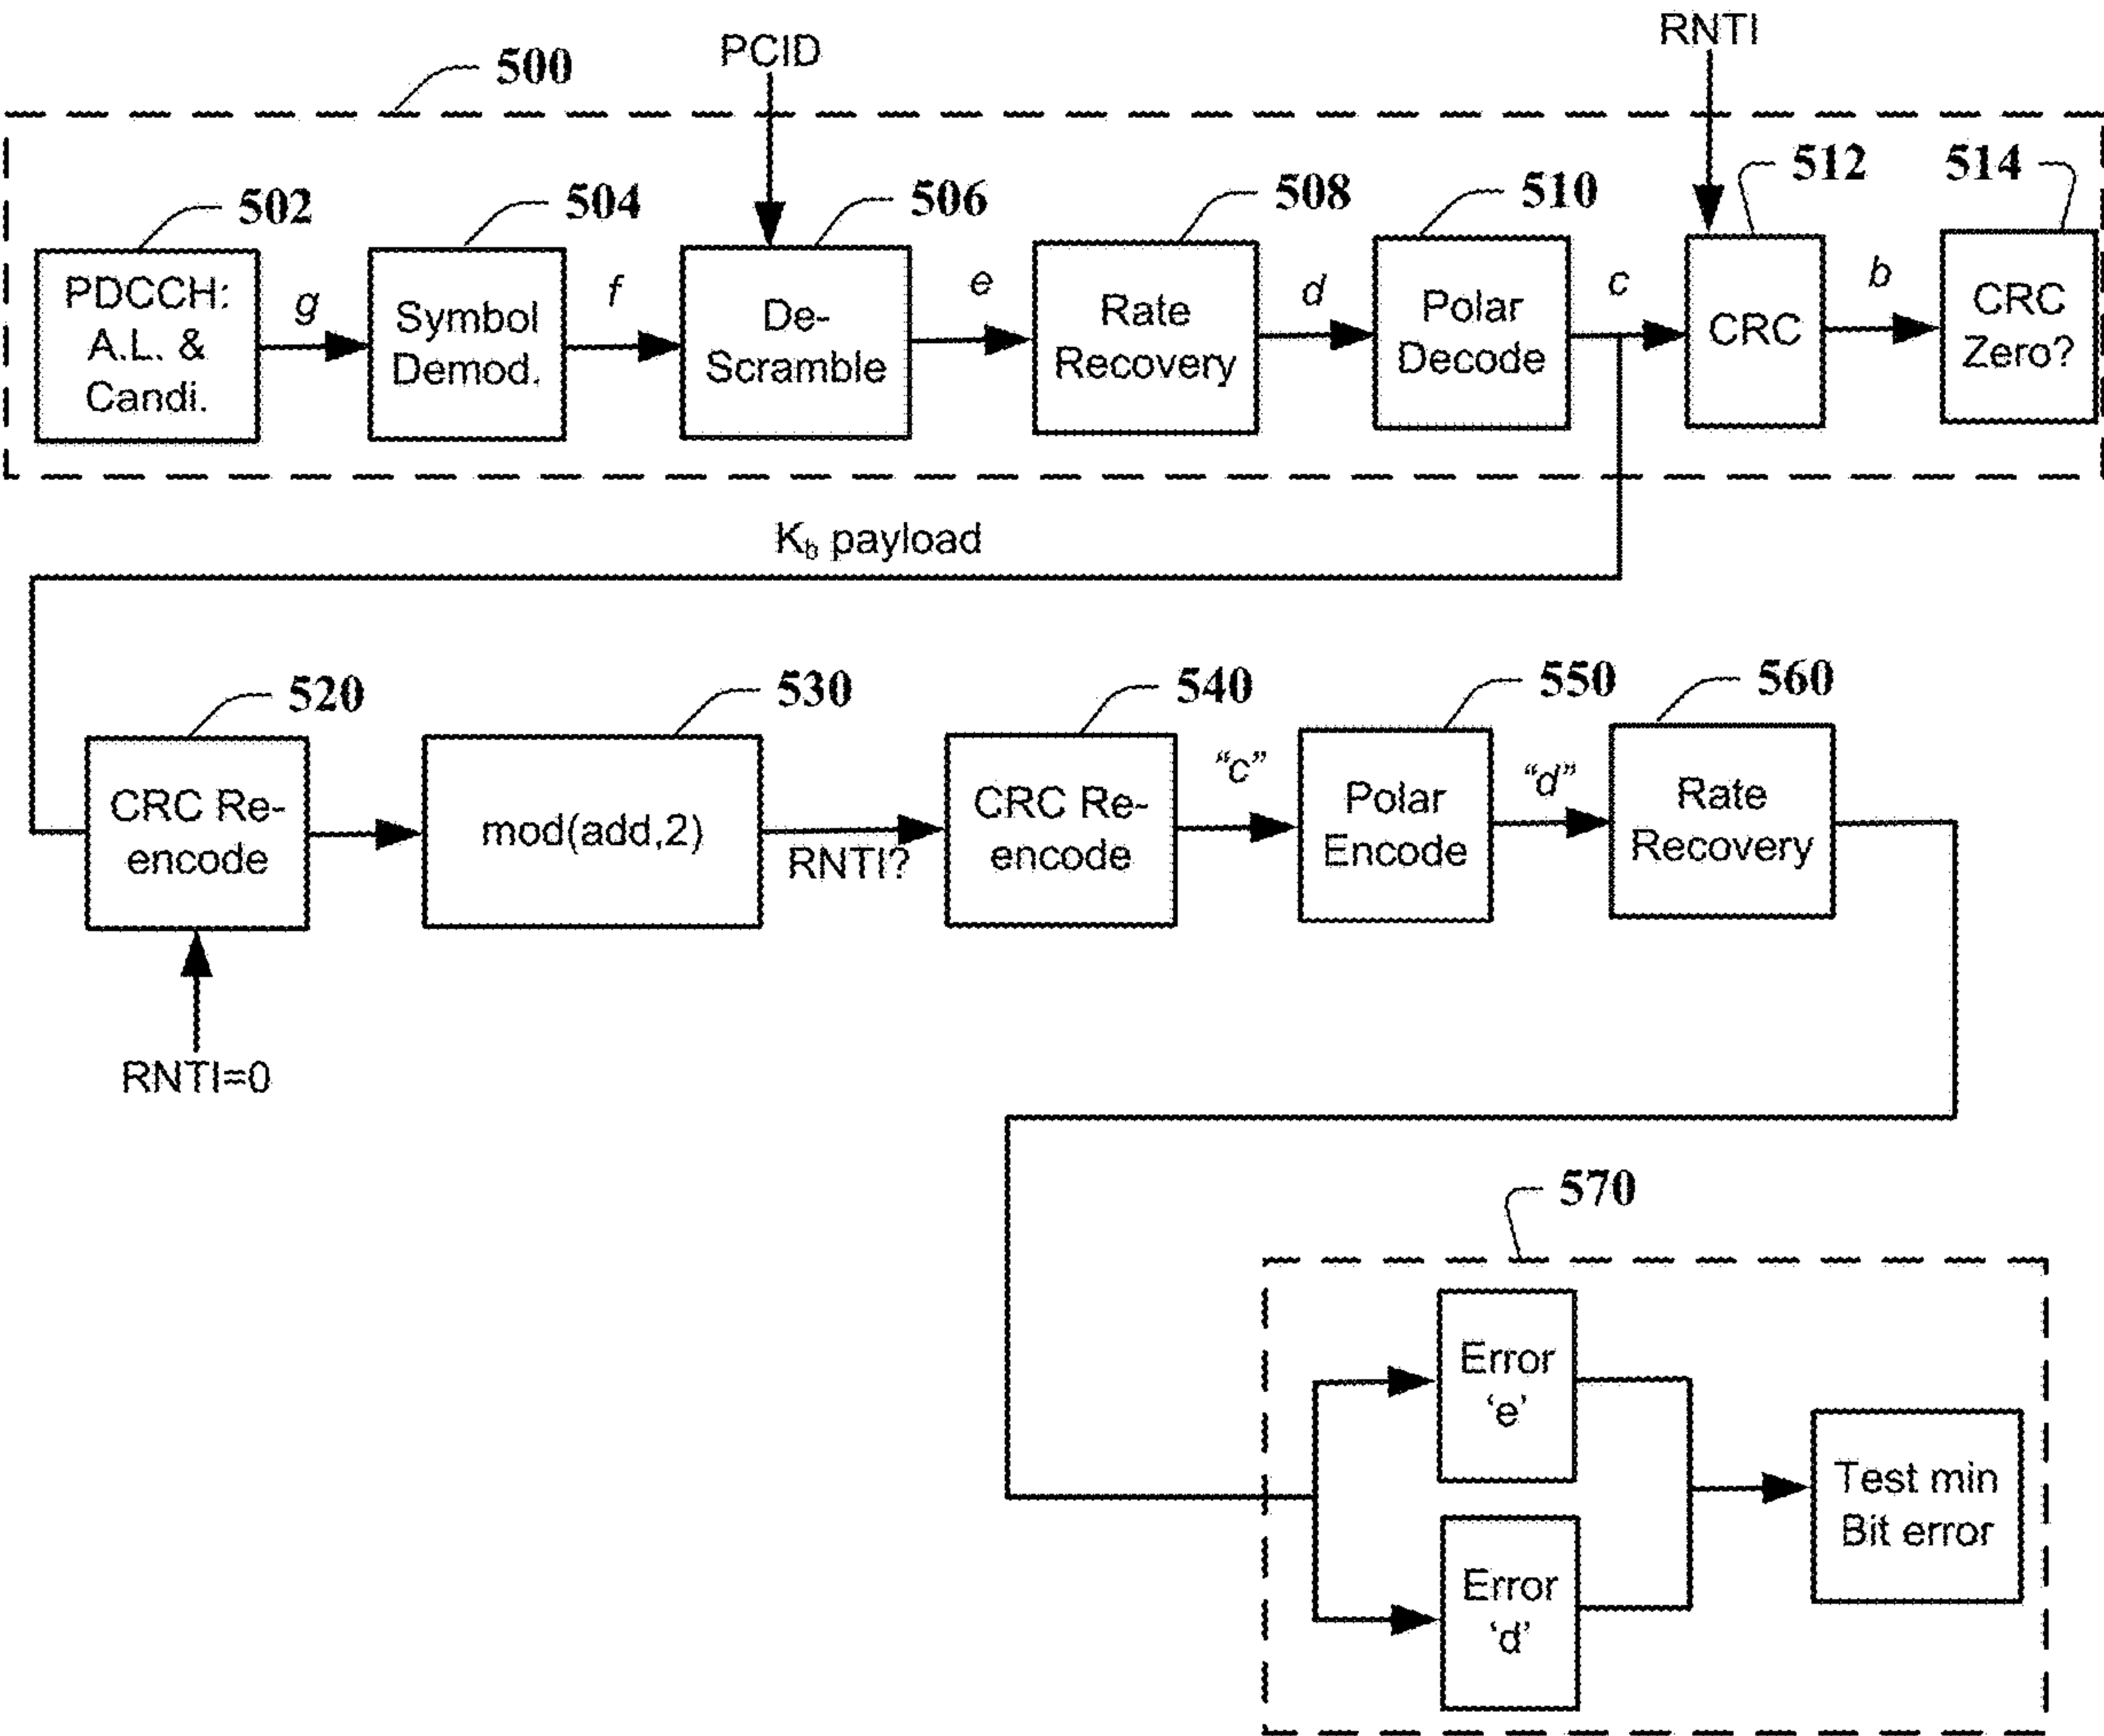 RNTI
PCID
500
502
504
506
508
510
512
514
PDCCH:
A.L. &
Candi.
g
Symbol
Demod.
f
De-
Scramble
e
Rate
Recovery
d
Polar
Decode
c
CRC
b
CRC
Zero?
K_b payload
520
530
540
550
560
CRC Re-
encode
mod(add,2)
RNTI?
CRC Re-
encode
“c”
Polar
Encode
“d”
Rate
Recovery
RNTI=0
570
Error
‘e’
Test min
Bit error
Error
‘d’